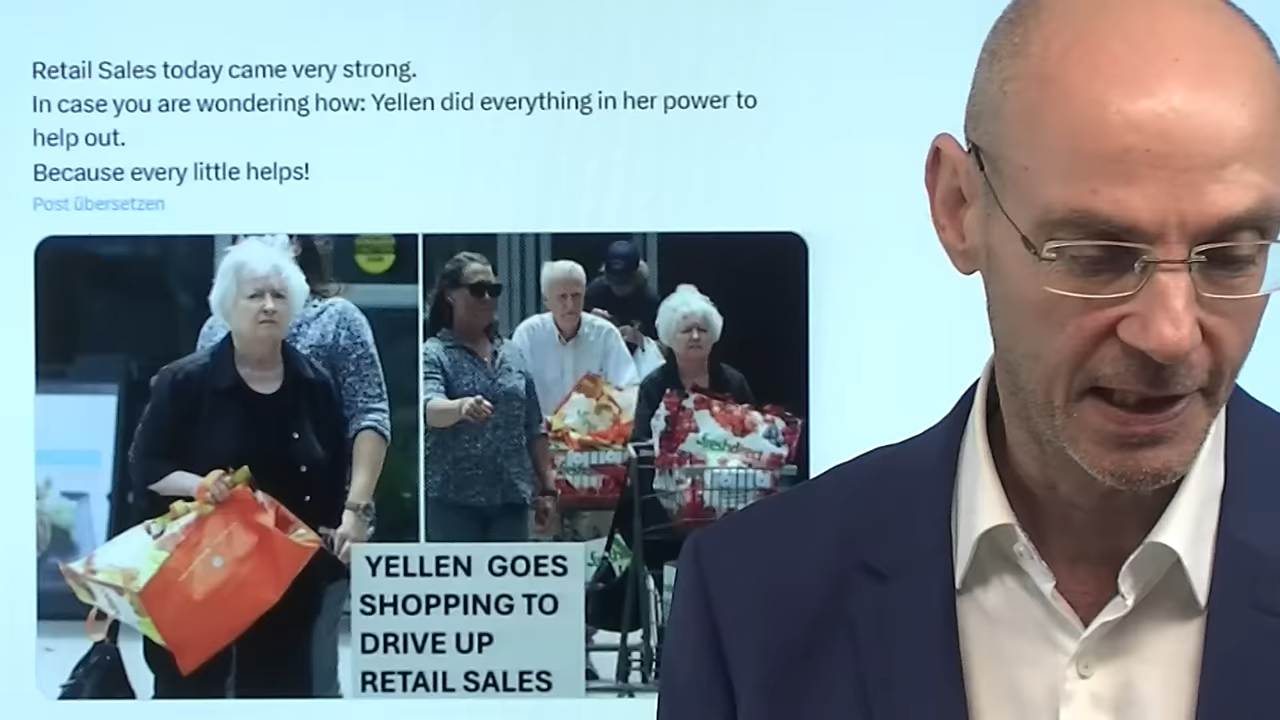 Retail Sales today came very strong.
In case you are wondering how: Yellen did everything in her power to
help out.
Because every little helps!
Post übersetzen
YELLEN GOES
SHOPPING TO
DRIVE UP
RETAIL SALES